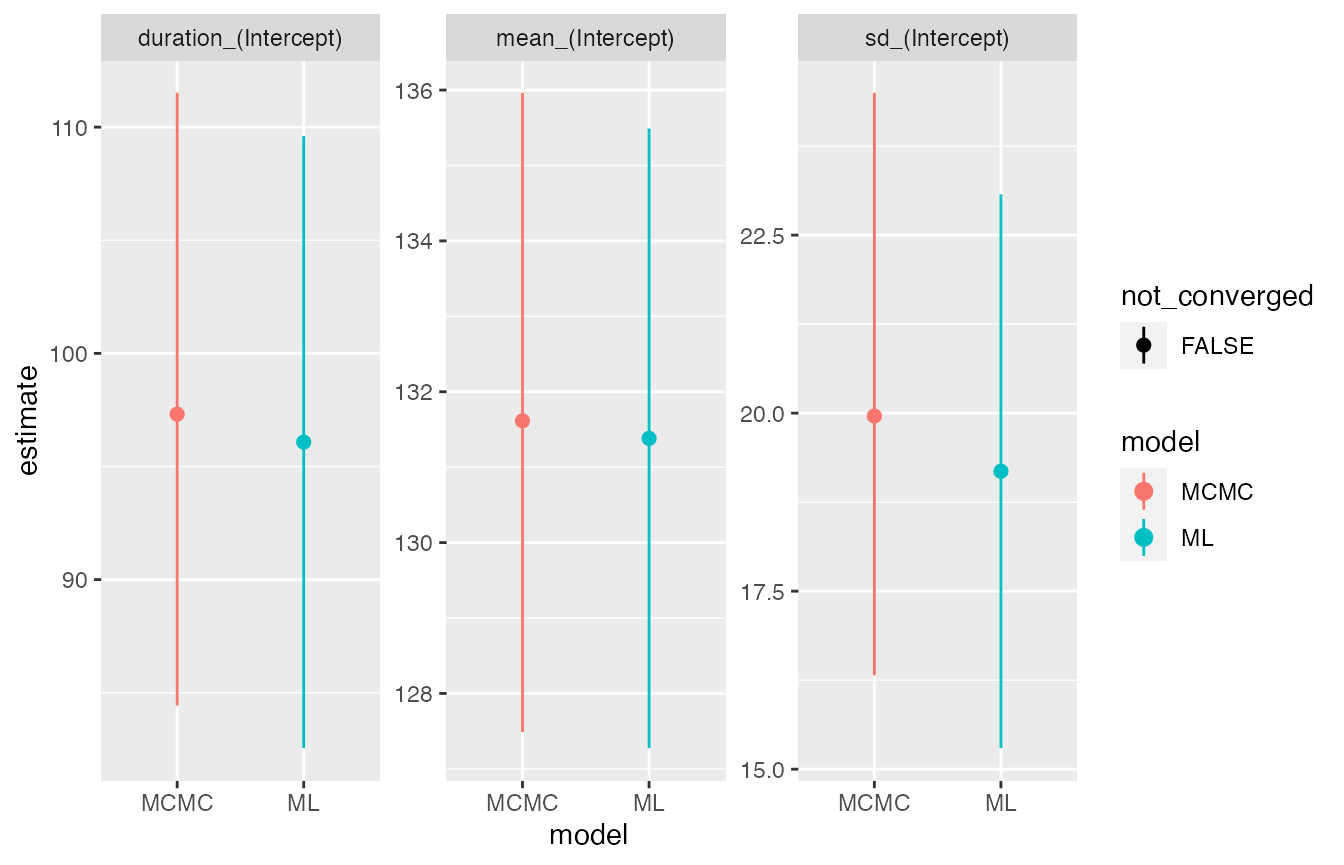 duration_(Intercept)
mean_(Intercept)
sd_(Intercept)
estimate
110
100
90
136
134
132
130
128
22.5
20.0
17.5
15.0
MCMC
ML
MCMC
ML
MCMC
ML
model
not_converged
FALSE
model
MCMC
ML